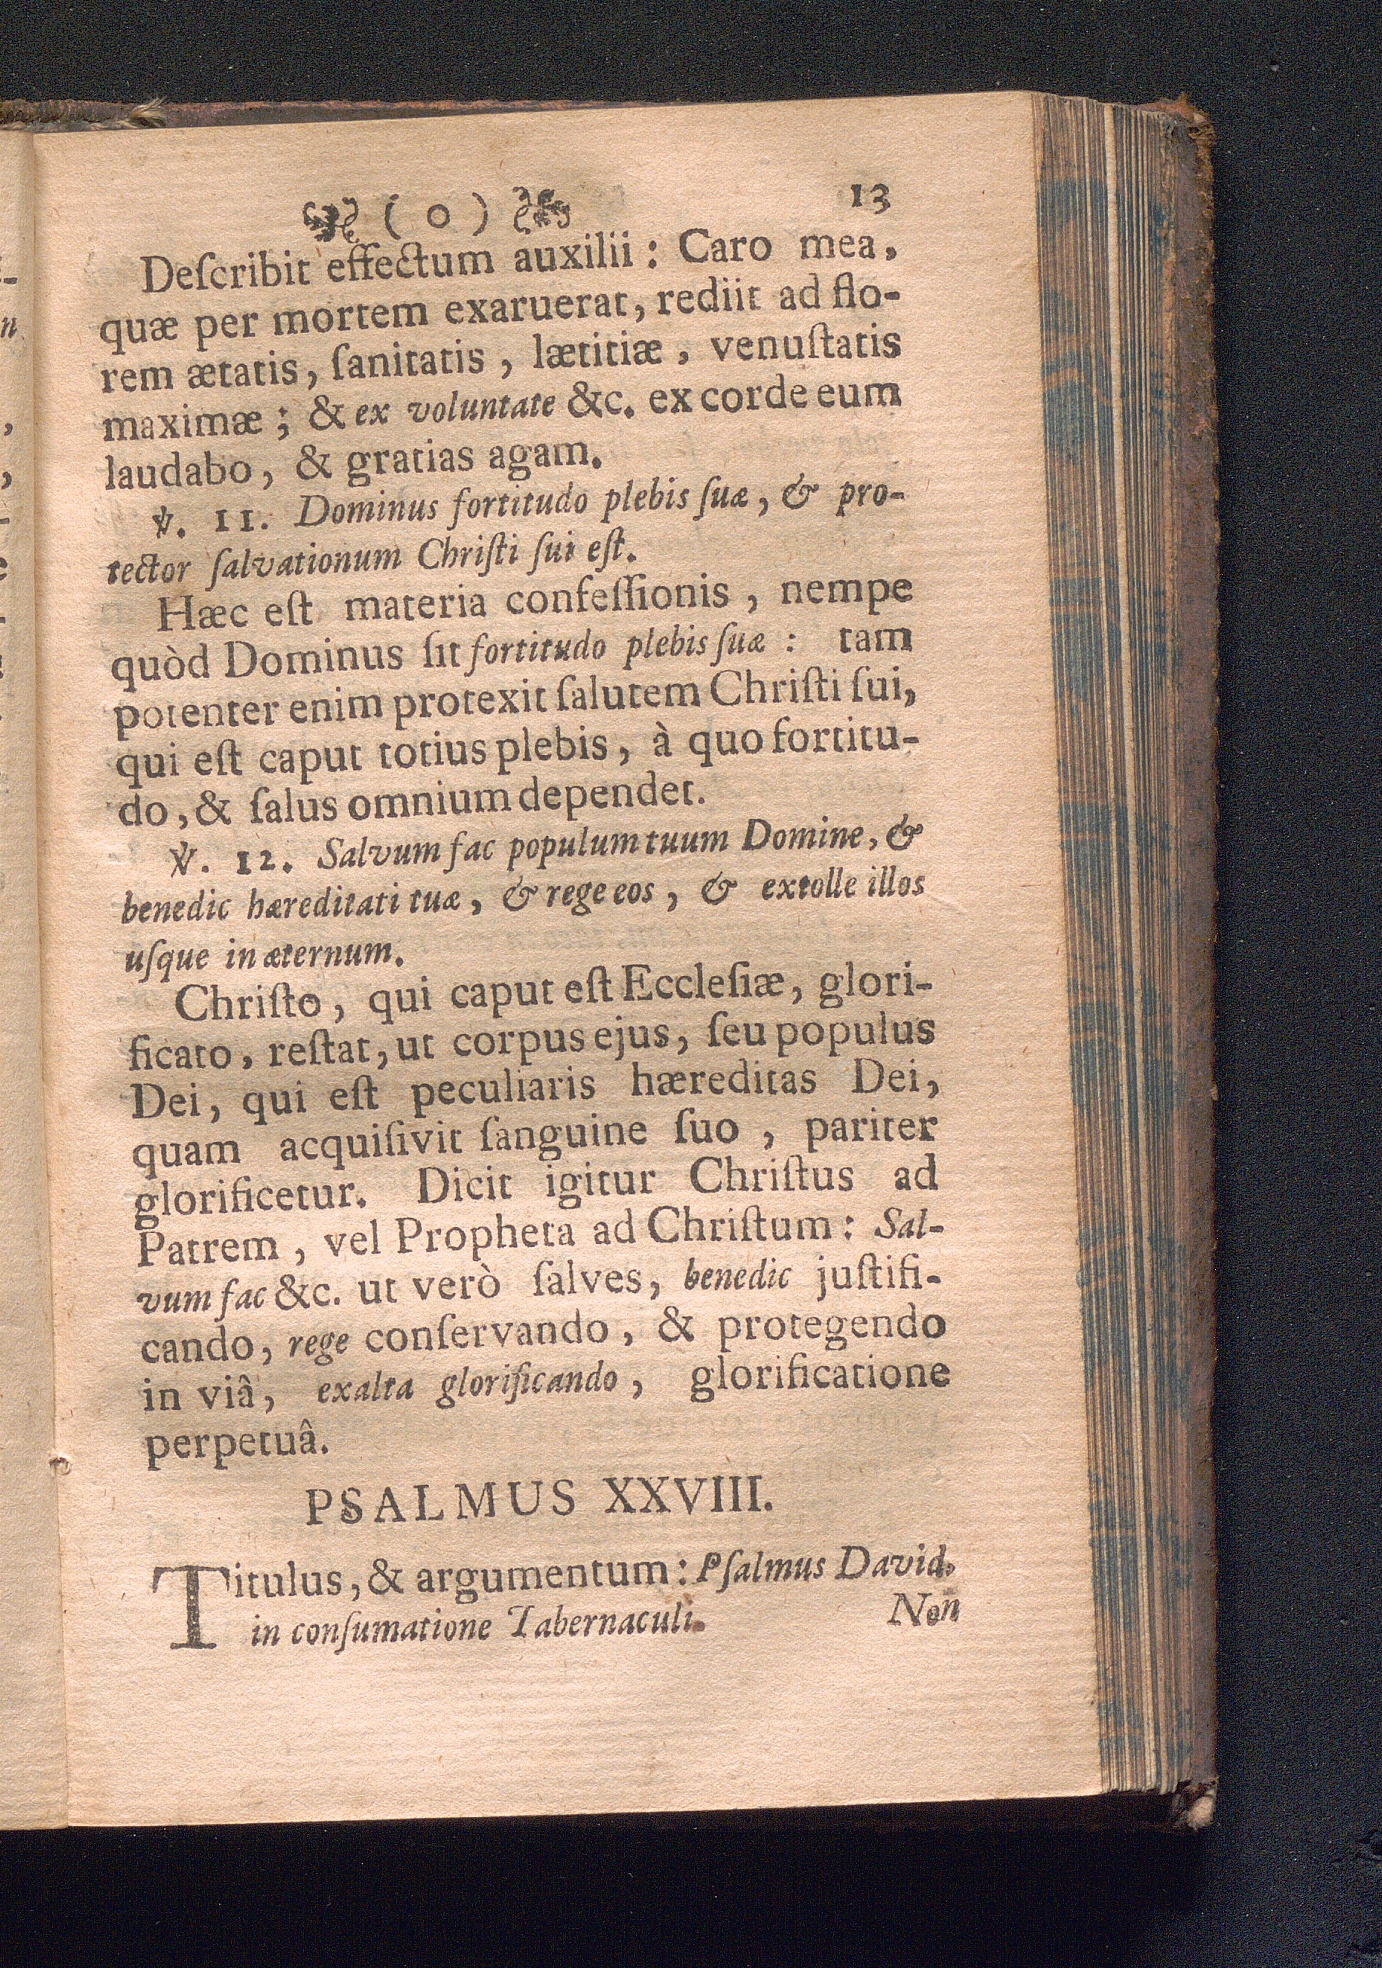 ( o ) 13
Deſcribit effectum auxilii : Caro mea,
quæ per mortem exaruerat, rediit ad flo-
rem ætatis, ſanitatis , lætitiæ , venuſtatis
maximæ ; & ex voluntate &c. ex corde eum
laudabo, & gratias agam.
℣. 11. Dominus fortitudo plebis ſuæ, & pro-
tector ſalvationum Chriſti ſui eſt.
Hæc eſt materia confeſſionis , nempe
quòd Dominus ſit fortitudo plebis ſuæ : tam
potenter enim protexit ſalutem Chriſti ſui,
qui eſt caput totius plebis, à quo fortitu-
do, & ſalus omnium dependet.
℣. 12. Salvum fac populum tuum Domine, &
benedic hæreditati tuæ, & rege eos , & extolle illos
uſque in æternum.
Chriſto, qui caput eſt Eccleſiæ, glori-
ficato, reſtat, ut corpus ejus, ſeu populus
Dei, qui eſt peculiaris hæreditas Dei,
quam acquiſivit ſanguine ſuo , pariter
glorificetur. Dicit igitur Chriſtus ad
Patrem , vel Propheta ad Chriſtum : Sal-
vum fac &c. ut verò ſalves, benedic juſtifi-
cando, rege conſervando, & protegendo
in viâ, exalta glorificando , glorificatione
perpetuâ.
PSALMUS XXVIII.
Titulus, & argumentum : Pſalmus David.
in conſumatione Tabernaculi.
Non